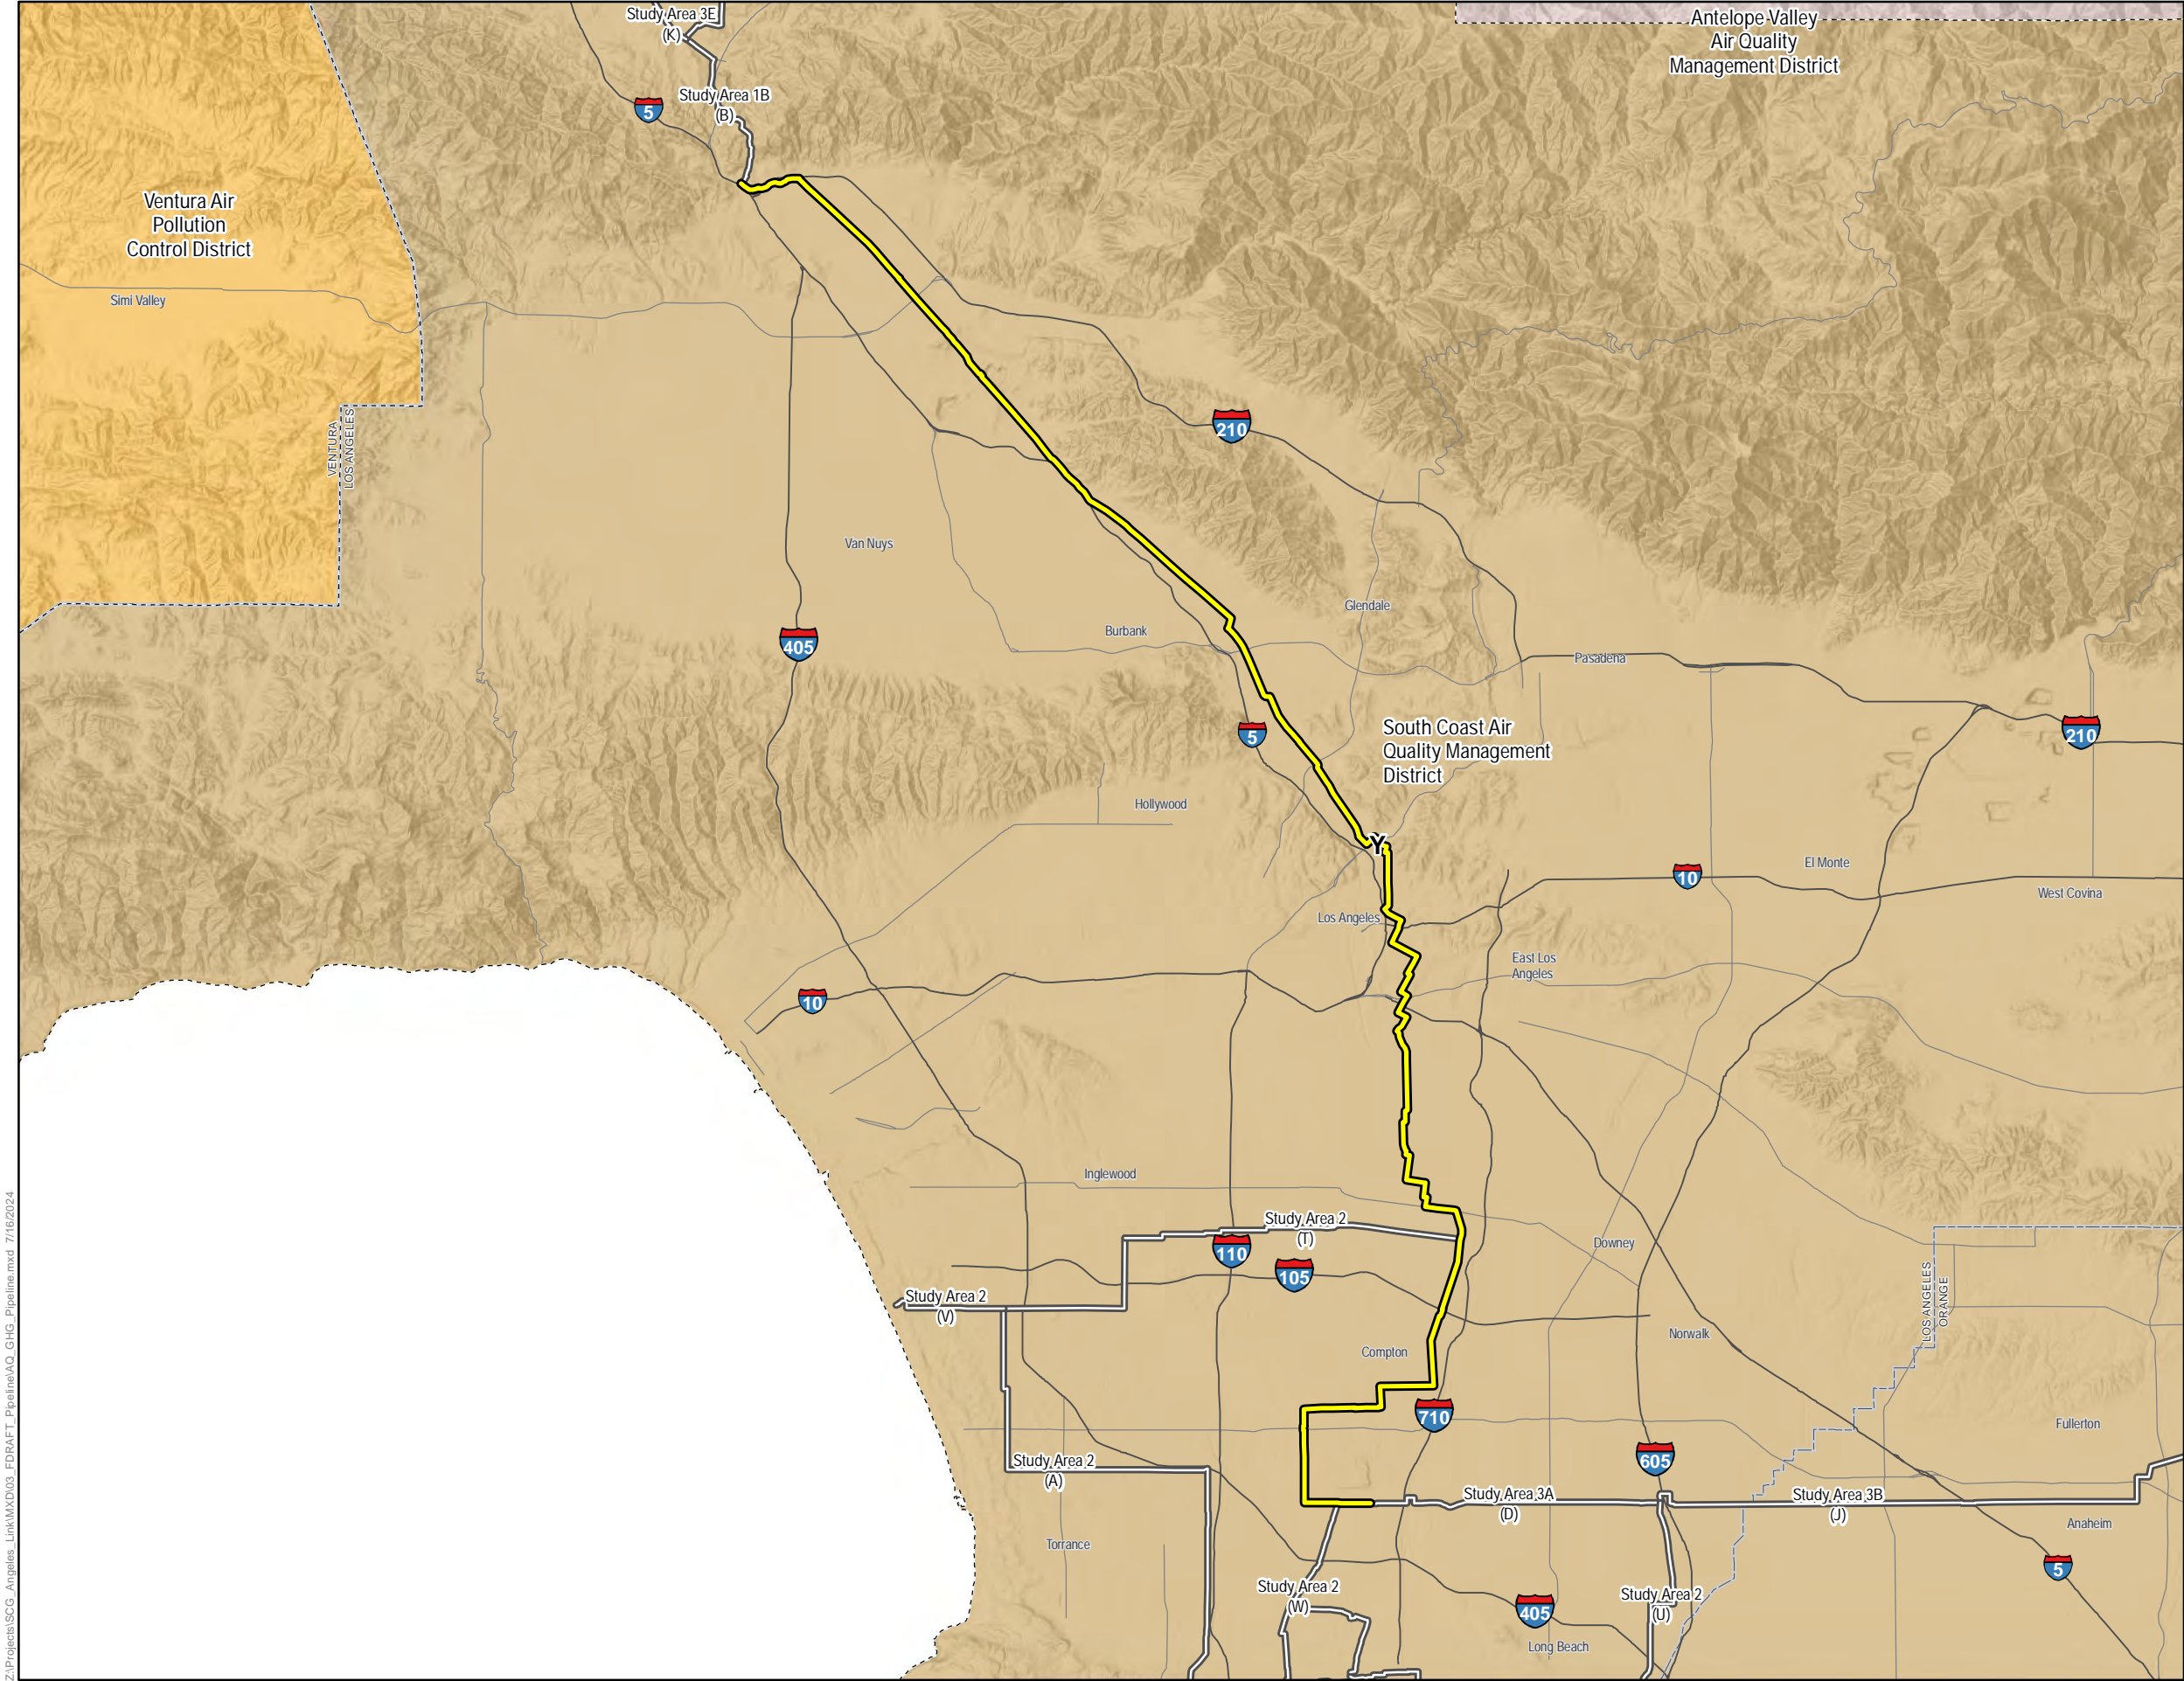 Study Area 3E
(K)
Antelope Valley
Air Quality
Management District
Study Area 1B
(B)
5
Ventura Air
Pollution
Control District
Simi Valley
VENTURA
LOS ANGELES
210
Van Nuys
Glendale
Burbank
405
Pasadena
5
South Coast Air
Quality Management
District
210
Hollywood
Y
El Monte
10
West Covina
Los Angeles
East Los
Angeles
10
Inglewood
Study Area 2
(T)
110
105
Downey
LOS ANGELES
ORANGE
Study Area 2
(V)
Norwalk
Compton
710
Fullerton
605
Study Area 2
(A)
Study Area 3A
(D)
Study Area 3B
(J)
Anaheim
Torrance
5
Study Area 2
(W)
405
Study Area 2
(U)
Long Beach
Z:\Projects\SCG_Angeles_Link\MXD\03_FDRAFT_Pipeline\AQ_GHG_Pipeline.mxd 7/16/2024